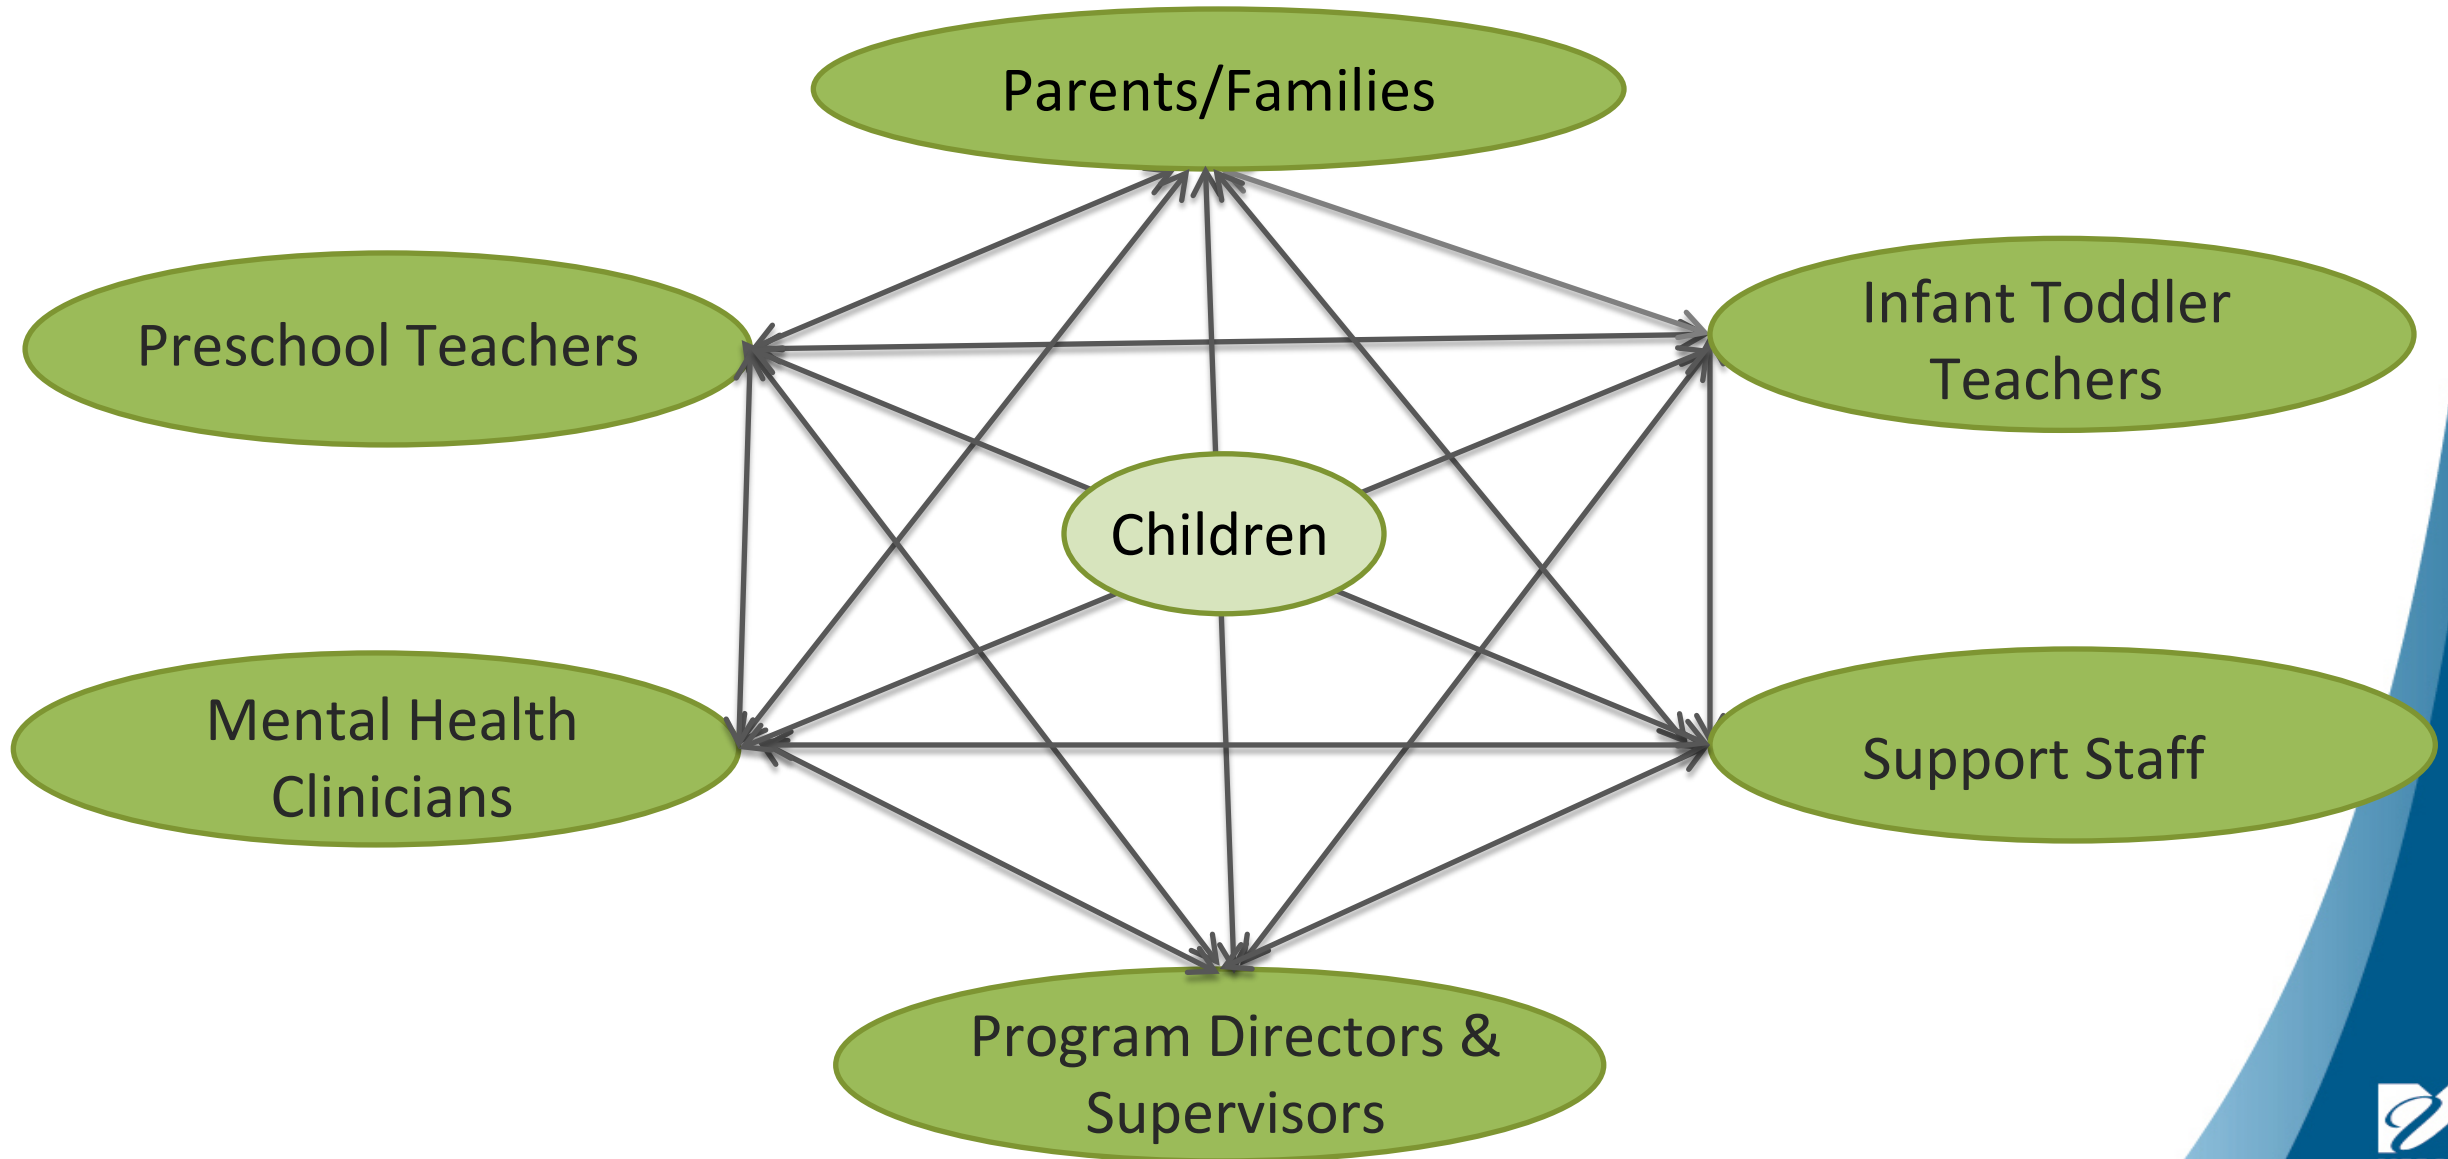 Parents/Families
Preschool Teachers
Infant Toddler
Teachers
Children
Mental Health
Clinicians
Support Staff
Program Directors &
Supervisors